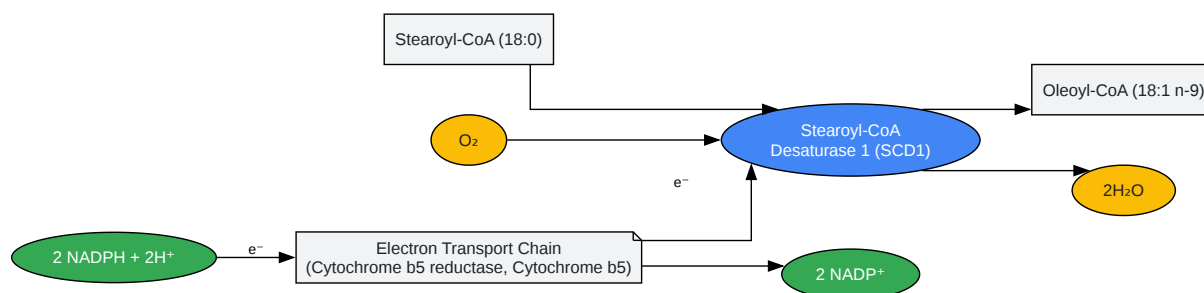 Stearoyl-CoA (18:0)
Oleoyl-CoA (18:1 n-9)
O₂
Stearoyl-CoA
Desaturase 1 (SCD1)
e⁻
2H₂O
2 NADPH + 2H⁺
e⁻
Electron Transport Chain
(Cytochrome b5 reductase, Cytochrome b5)
2 NADP⁺